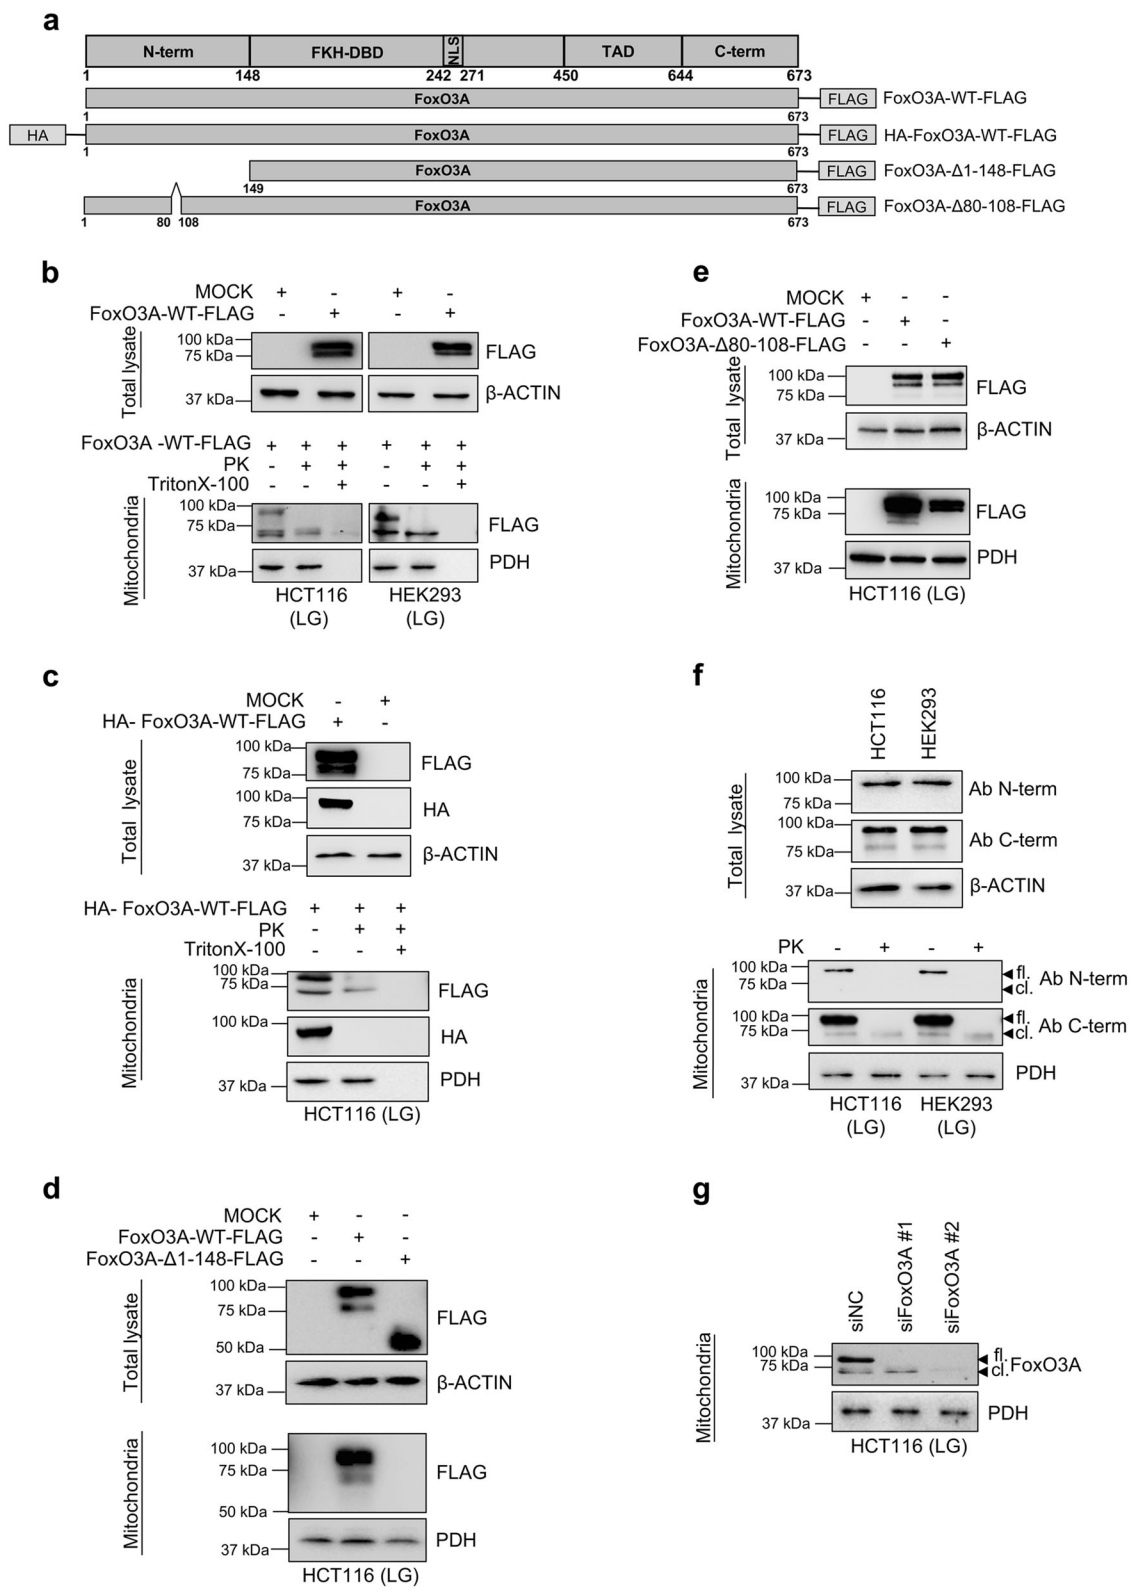 a
N-term FKH-DBD NLS TAD C-term
1 148 242 271 450 644 673
FoxO3A FLAG FoxO3A-WT-FLAG
1 673
HA FoxO3A FLAG HA-FoxO3A-WT-FLAG
1 673
FoxO3A FLAG FoxO3A-Δ1-148-FLAG
149 673
FoxO3A FLAG FoxO3A-Δ80-108-FLAG
1 80 108 673
b
MOCK + - + -
FoxO3A-WT-FLAG - + - +
Total lysate
100 kDa
75 kDa
FLAG
37 kDa
β-ACTIN
FoxO3A -WT-FLAG + + + + + +
PK - + + - + +
TritonX-100 - - + - - +
Mitochondria
100 kDa
75 kDa
FLAG
37 kDa
PDH
HCT116 HEK293
(LG) (LG)
c
MOCK - +
HA- FoxO3A-WT-FLAG + -
Total lysate
100 kDa
75 kDa
FLAG
100 kDa
75 kDa
HA
37 kDa
β-ACTIN
HA- FoxO3A-WT-FLAG + + +
PK - + +
TritonX-100 - - +
Mitochondria
100 kDa
75 kDa
FLAG
100 kDa
HA
37 kDa
PDH
HCT116 (LG)
d
MOCK + - -
FoxO3A-WT-FLAG - + -
FoxO3A-Δ1-148-FLAG - - +
Total lysate
100 kDa
75 kDa
50 kDa
FLAG
37 kDa
β-ACTIN
Mitochondria
100 kDa
75 kDa
50 kDa
FLAG
37 kDa
PDH
HCT116 (LG)
e
MOCK + - -
FoxO3A-WT-FLAG - + -
FoxO3A-Δ80-108-FLAG - - +
Total lysate
100 kDa
75 kDa
FLAG
37 kDa
β-ACTIN
Mitochondria
100 kDa
75 kDa
FLAG
37 kDa
PDH
HCT116 (LG)
f
HCT116 HEK293
Total lysate
100 kDa
75 kDa
Ab N-term
100 kDa
75 kDa
Ab C-term
37 kDa
β-ACTIN
PK - + - +
Mitochondria
100 kDa
75 kDa
fl.
cl.
Ab N-term
100 kDa
75 kDa
fl.
cl.
Ab C-term
37 kDa
PDH
HCT116 HEK293
(LG) (LG)
g
siNC siFoxO3A #1 siFoxO3A #2
Mitochondria
100 kDa
75 kDa
fl.
cl.
FoxO3A
37 kDa
PDH
HCT116 (LG)